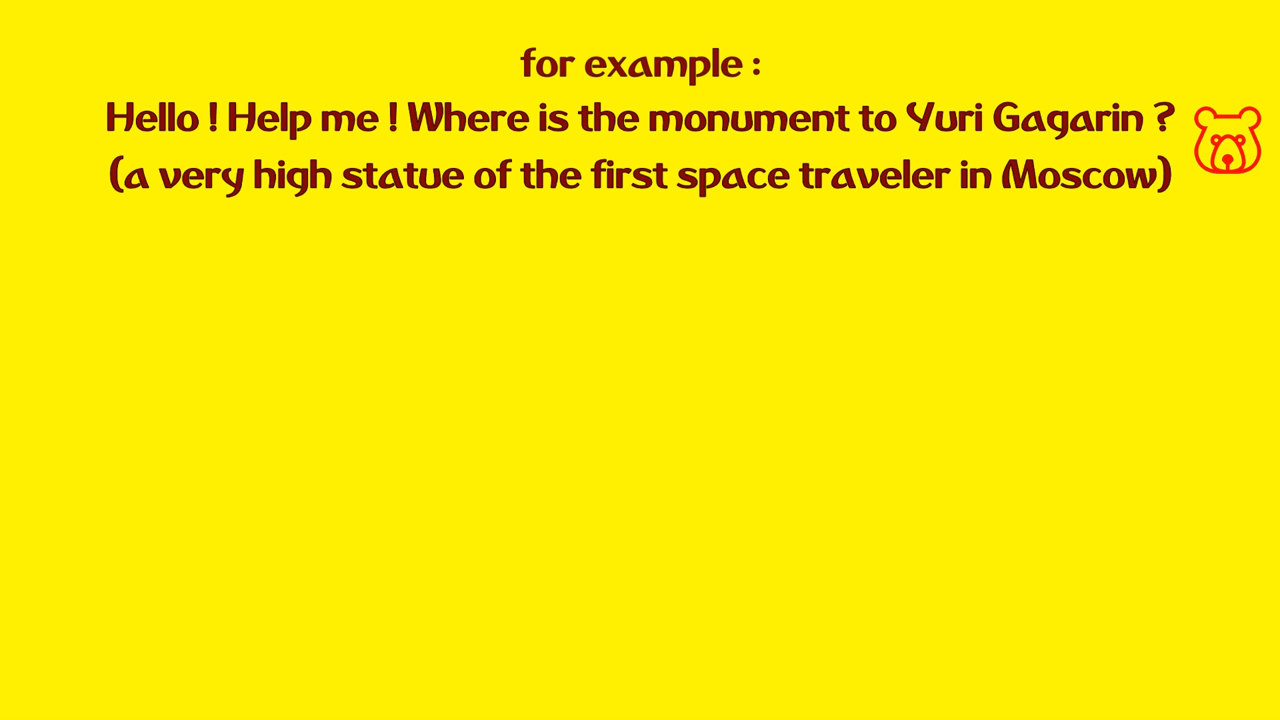 for example :
Hello ! Help me ! Where is the monument to Yuri Gagarin ?
(a very high statue of the first space traveler in Moscow)